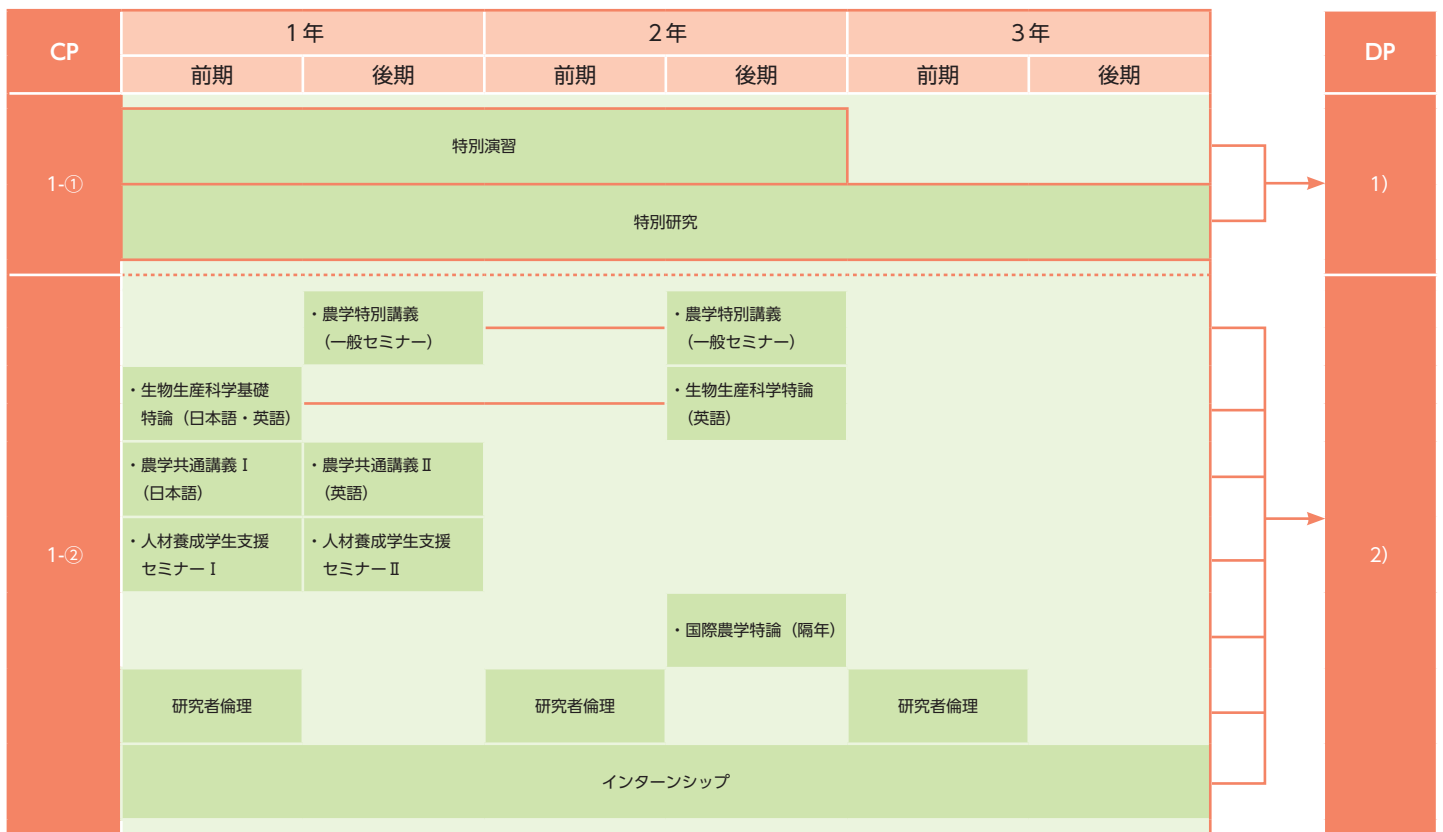 CP
1年
2年
3年
DP
前期
後期
前期
後期
前期
後期
1-①
特別演習
特別研究
1)
1-②
・農学特別講義
(一般セミナー)
・農学特別講義
(一般セミナー)
・生物生産科学基礎
特論（日本語・英語）
・生物生産科学特論
(英語)
・農学共通講義Ⅰ
(日本語)
・農学共通講義Ⅱ
(英語)
・人材養成学生支援
セミナーⅠ
・人材養成学生支援
セミナーⅡ
・国際農学特論（隔年）
研究者倫理
研究者倫理
研究者倫理
インターンシップ
2)